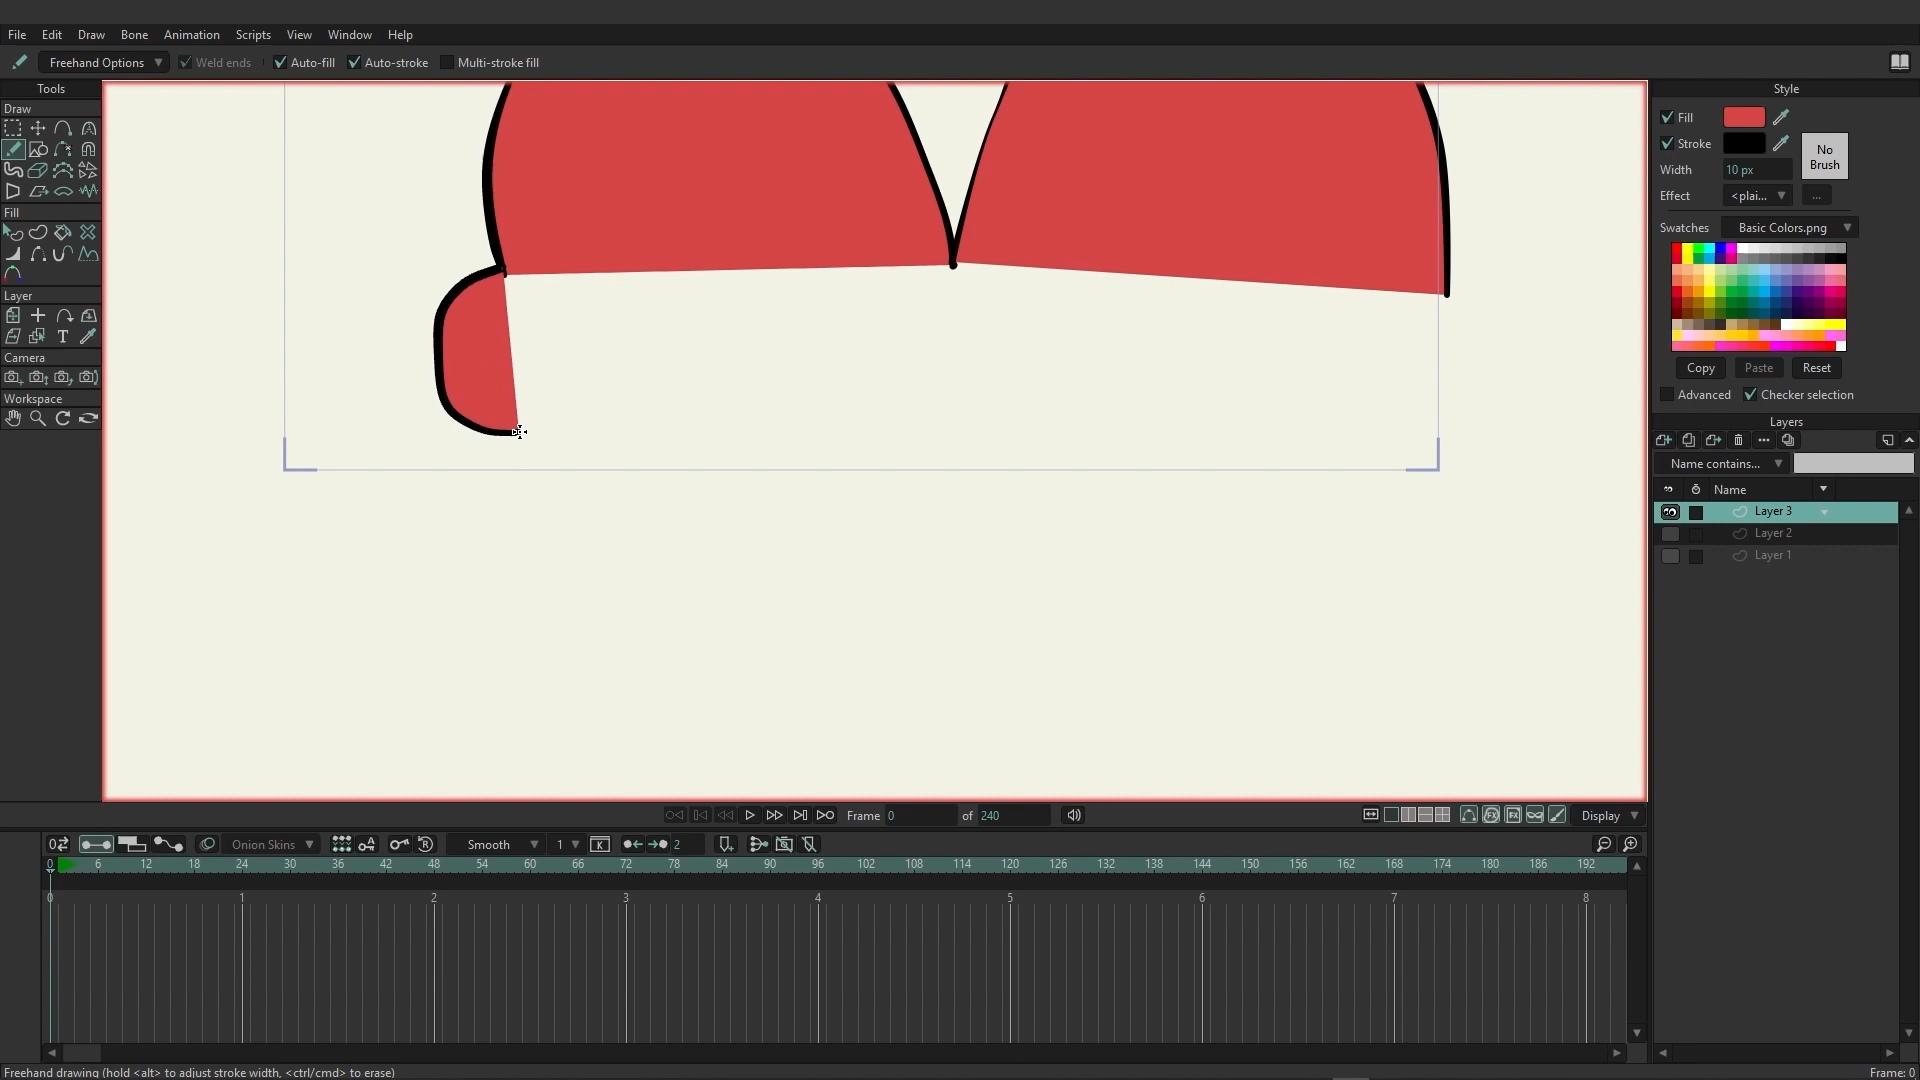 File Edit Draw Bone Animation Scripts View Window Help
Freehand Options Weld ends Auto-fill Auto-stroke Multi-stroke fill
Tools
Draw
Fill
Layer
Camera
Workspace
Style
Fill
Stroke
No Brush
Width 10 px
Effect <plai... ...
Swatches Basic Colors.png
Copy Paste Reset
Advanced Checker selection
Layers
Name contains...
Name
Layer 3
Layer 2
Layer 1
Frame 0 of 240 Display
Onion Skins Smooth 1 2
0 6 12 18 24 30 36 42 48 54 60 66 72 78 84 90 96 102 108 114 120 126 132 138 144 150 156 162 168 174 180 186 192
0 1 2 3 4 5 6 7 8
Freehand drawing (hold <alt> to adjust stroke width, <ctrl/cmd> to erase) Frame: 0